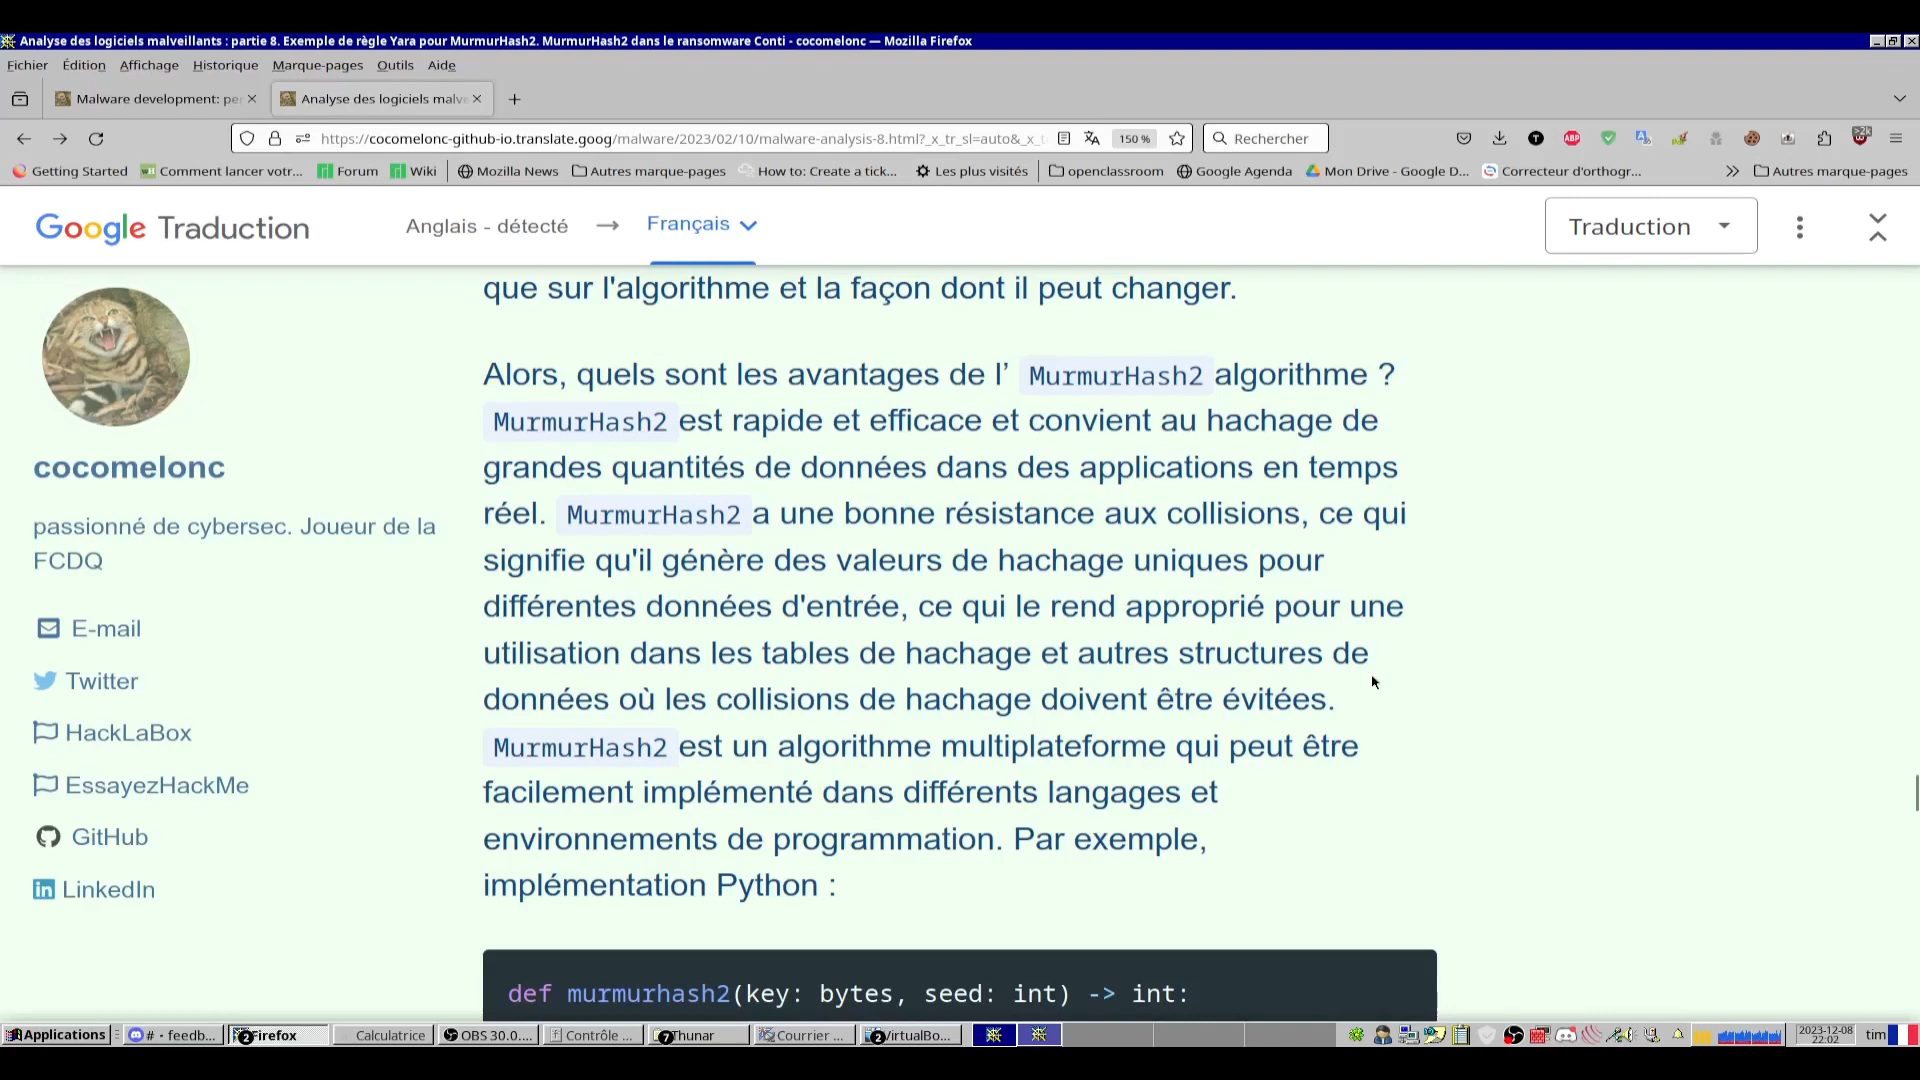 Analyse des logiciels malveillants : partie 8. Exemple de règle Yara pour MurmurHash2. MurmurHash2 dans le ransomware Conti - cocomelonc — Mozilla Firefox
Fichier Édition Affichage Historique Marque-pages Outils Aide
Malware development: pe Analyse des logiciels malve
https://cocomelonc-github-io.translate.goog/malware/2023/02/10/malware-analysis-8.html?_x_tr_sl=auto&_x_t 150 % Rechercher
Getting Started Comment lancer votr... Forum Wiki Mozilla News Autres marque-pages How to: Create a tick... Les plus visités openclassroom Google Agenda Mon Drive - Google D... Correcteur d'orthogr... Autres marque-pages
Google Traduction Anglais - détecté → Français Traduction
que sur l'algorithme et la façon dont il peut changer.
Alors, quels sont les avantages de l’ MurmurHash2 algorithme ?
MurmurHash2 est rapide et efficace et convient au hachage de
grandes quantités de données dans des applications en temps
réel. MurmurHash2 a une bonne résistance aux collisions, ce qui
signifie qu'il génère des valeurs de hachage uniques pour
différentes données d'entrée, ce qui le rend approprié pour une
utilisation dans les tables de hachage et autres structures de
données où les collisions de hachage doivent être évitées.
MurmurHash2 est un algorithme multiplateforme qui peut être
facilement implémenté dans différents langages et
environnements de programmation. Par exemple,
implémentation Python :
def murmurhash2(key: bytes, seed: int) -> int:
cocomelonc
passionné de cybersec. Joueur de la
FCDQ
E-mail
Twitter
HackLaBox
EssayezHackMe
GitHub
LinkedIn
Applications # - feedb... 2 Firefox Calculatrice OBS 30.0.... Contrôle ... 7 Thunar Courrier ... 2 VirtualBo... 2023-12-08 tim
22:02